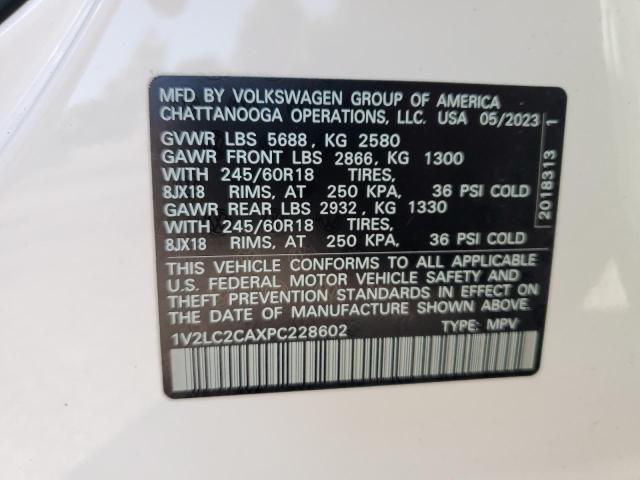 MFD BY VOLKSWAGEN GROUP OF AMERICA
CHATTANOOGA OPERATIONS, LLC. USA 05/2023
GVWR LBS 5688, KG 2580
GAWR FRONT LBS 2866, KG 1300
WITH 245/60R18 TIRES,
8JX18 RIMS, AT 250 KPA, 36 PSI COLD
GAWR REAR LBS 2932, KG 1330
WITH 245/60R18 TIRES,
8JX18 RIMS, AT 250 KPA, 36 PSI COLD
THIS VEHICLE CONFORMS TO ALL APPLICABLE
U.S. FEDERAL MOTOR VEHICLE SAFETY AND
THEFT PREVENTION STANDARDS IN EFFECT ON
THE DATE OF MANUFACTURE SHOWN ABOVE.
1V2LC2CAXPC228602 TYPE: MPV
2018313 1